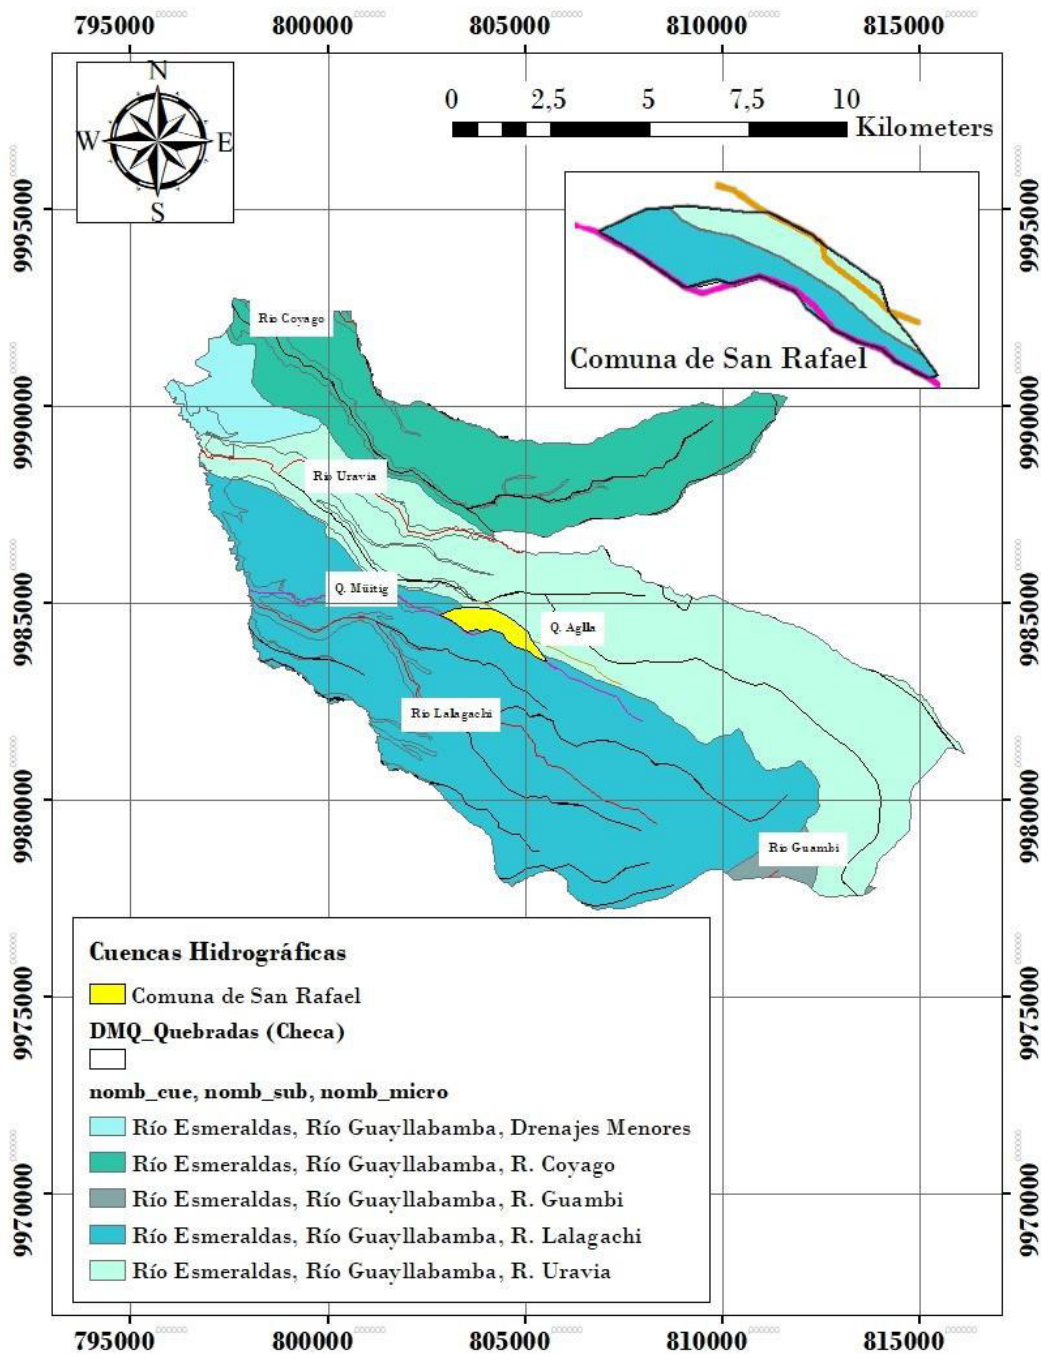 795000 800000 805000 810000 815000
N
W E
S
0 2,5 5 7,5 10
Kilometers
Comuna de San Rafael
9995000 9995000
9990000 9990000
9985000 9985000
9980000 9980000
9975000 9975000
9970000 9970000
Río Coyago
Río Uravia
Q. Müitig
Q. Aglla
Río Lalagachi
Río Guambi
Cuencas Hidrográficas
Comuna de San Rafael
DMQ_Quebradas (Checa)
nomb_cue, nomb_sub, nomb_micro
Río Esmeraldas, Río Guayllabamba, Drenajes Menores
Río Esmeraldas, Río Guayllabamba, R. Coyago
Río Esmeraldas, Río Guayllabamba, R. Guambi
Río Esmeraldas, Río Guayllabamba, R. Lalagachi
Río Esmeraldas, Río Guayllabamba, R. Uravia
795000 800000 805000 810000 815000